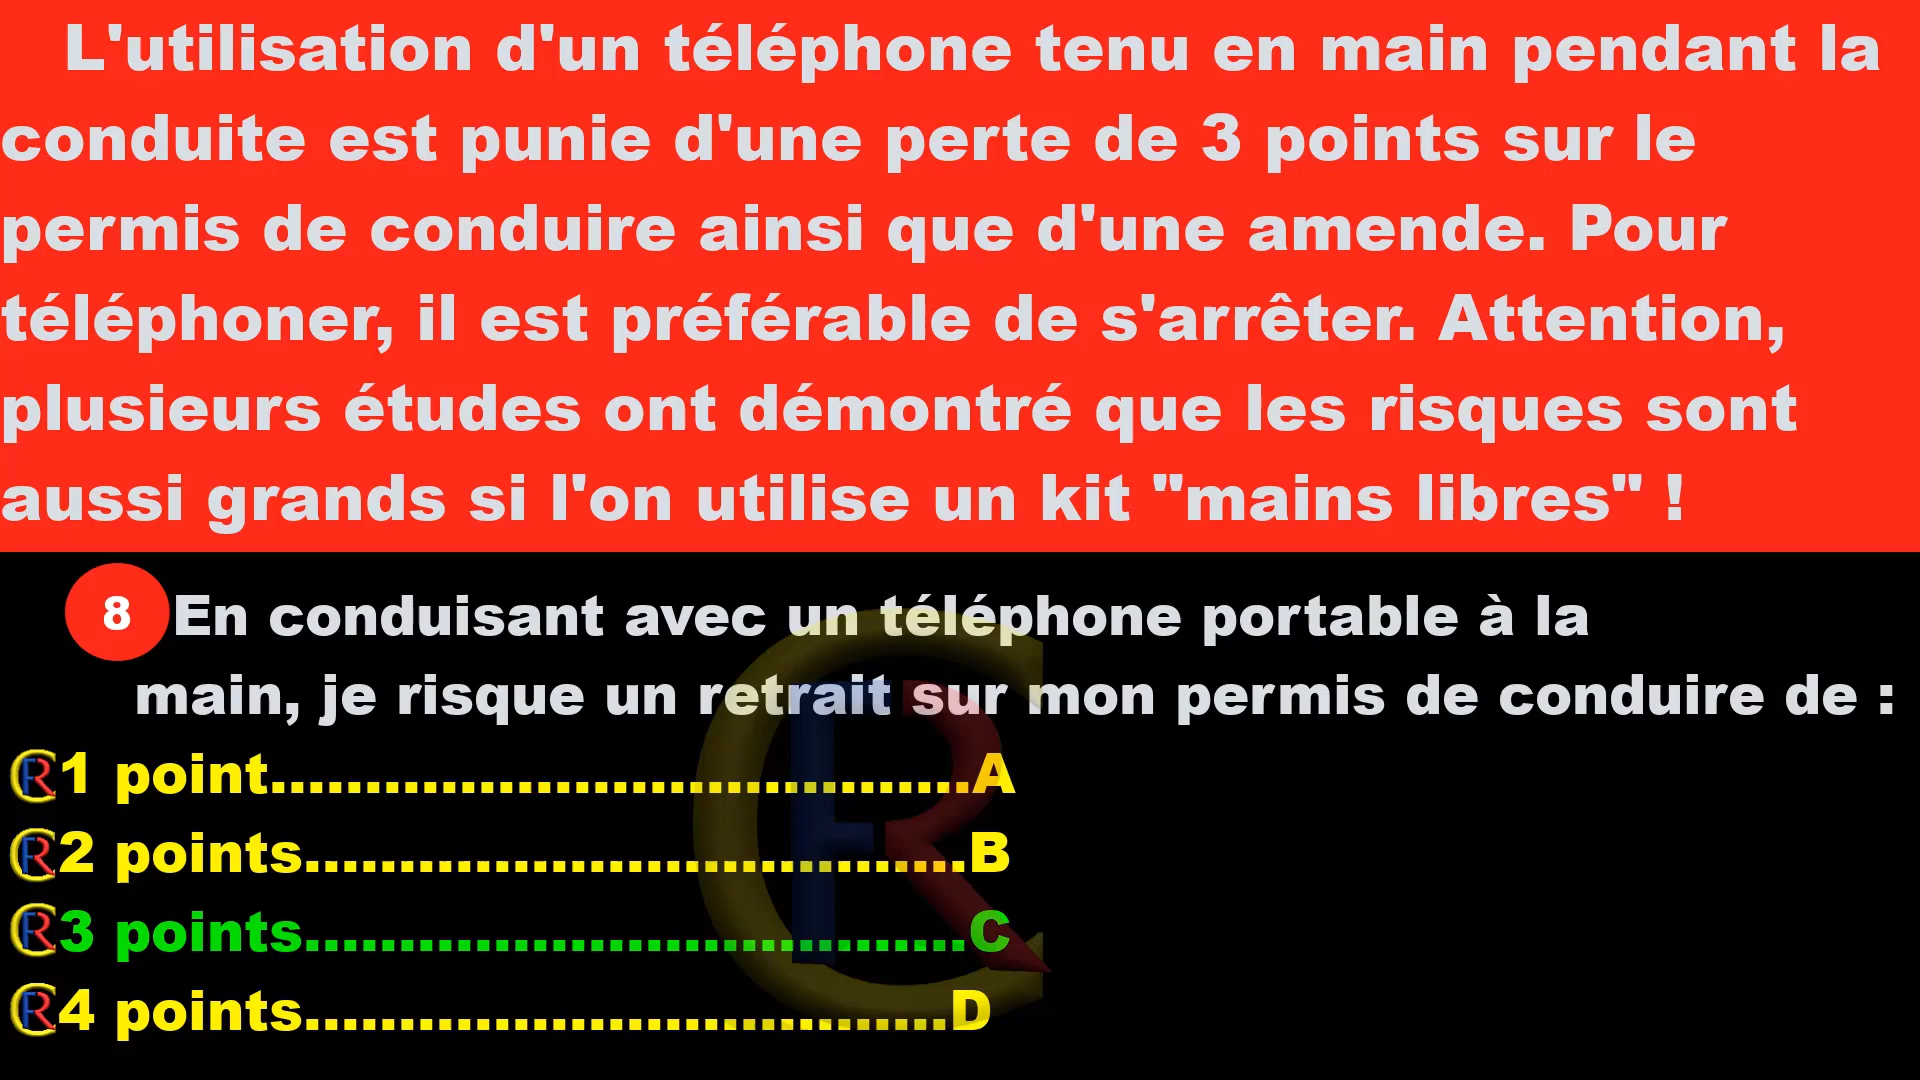 L'utilisation d'un téléphone tenu en main pendant la
conduite est punie d'une perte de 3 points sur le
permis de conduire ainsi que d'une amende. Pour
téléphoner, il est préférable de s'arrêter. Attention,
plusieurs études ont démontré que les risques sont
aussi grands si l'on utilise un kit "mains libres" !
8 En conduisant avec un téléphone portable à la
main, je risque un retrait sur mon permis de conduire de :
1 point.....................................A
2 points...................................B
3 points...................................C
4 points..................................D